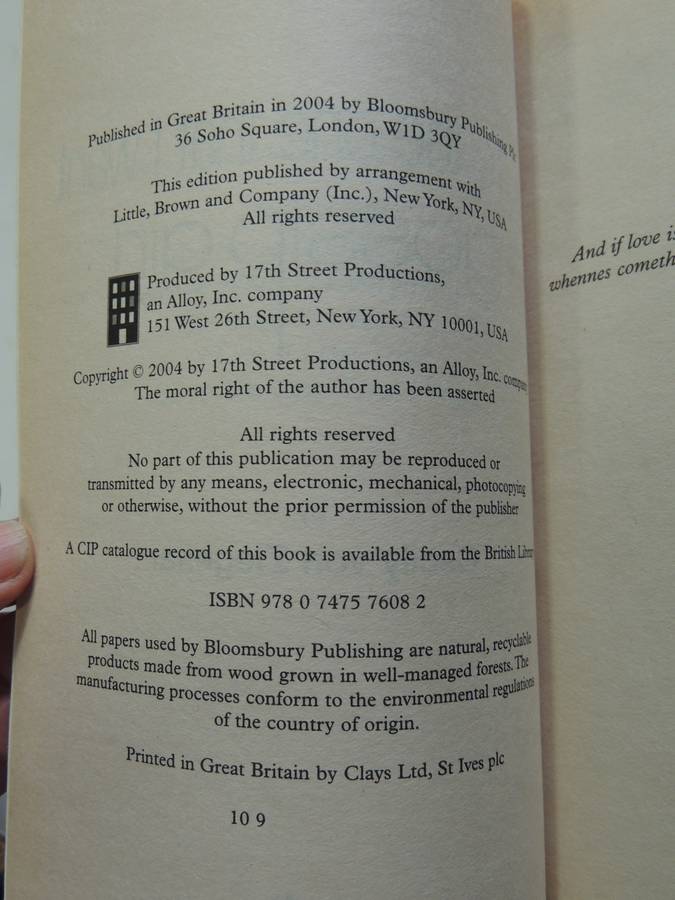 Published in Great Britain in 2004 by Bloomsbury Publishing Plc
36 Soho Square, London, W1D 3QY
This edition published by arrangement with
Little, Brown and Company (Inc.), New York, NY, USA
All rights reserved
Produced by 17th Street Productions,
an Alloy, Inc. company
151 West 26th Street, New York, NY 10001, USA
Copyright © 2004 by 17th Street Productions, an Alloy, Inc. company
The moral right of the author has been asserted
All rights reserved
No part of this publication may be reproduced or
transmitted by any means, electronic, mechanical, photocopying
or otherwise, without the prior permission of the publisher
A CIP catalogue record of this book is available from the British Library
ISBN 978 0 7475 7608 2
All papers used by Bloomsbury Publishing are natural, recyclable
products made from wood grown in well-managed forests. The
manufacturing processes conform to the environmental regulations
of the country of origin.
Printed in Great Britain by Clays Ltd, St Ives plc
10 9
And if love is
whennes cometh